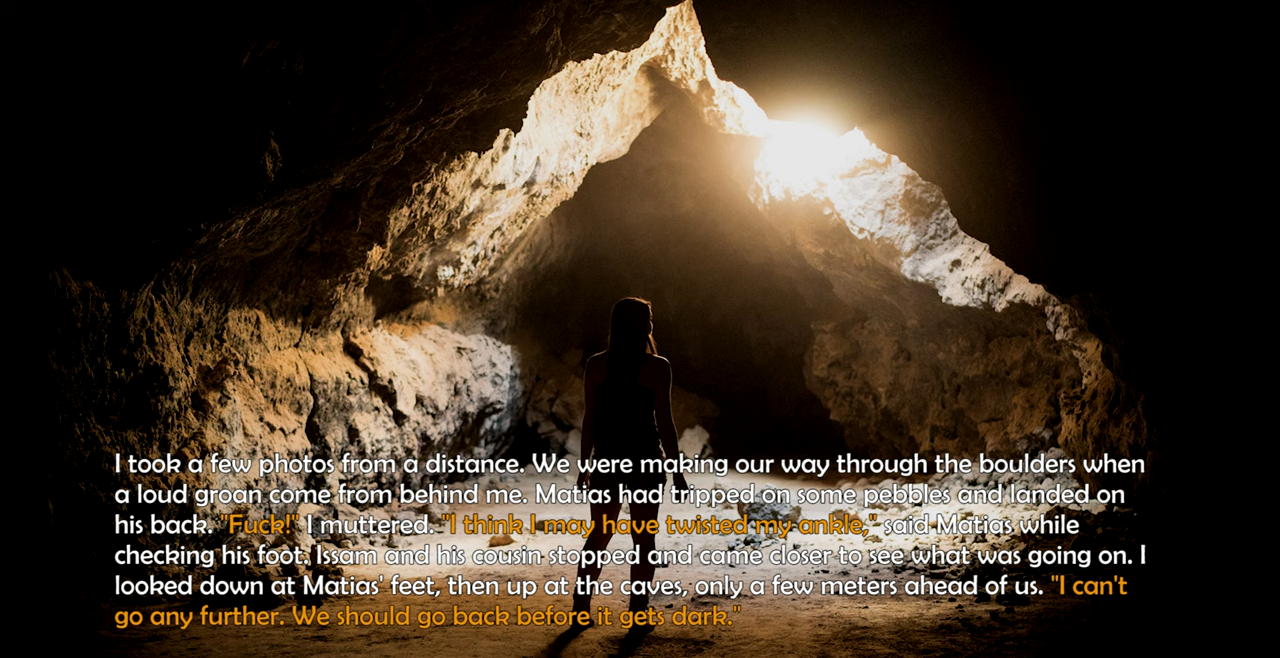 I took a few photos from a distance. We were making our way through the boulders when
a loud groan come from behind me. Matias had tripped on some pebbles and landed on
his back. "Fuck!" I muttered. "I think I may have twisted my ankle," said Matias while
checking his foot. Issam and his cousin stopped and came closer to see what was going on. I
looked down at Matias' feet, then up at the caves, only a few meters ahead of us. "I can't
go any further. We should go back before it gets dark."